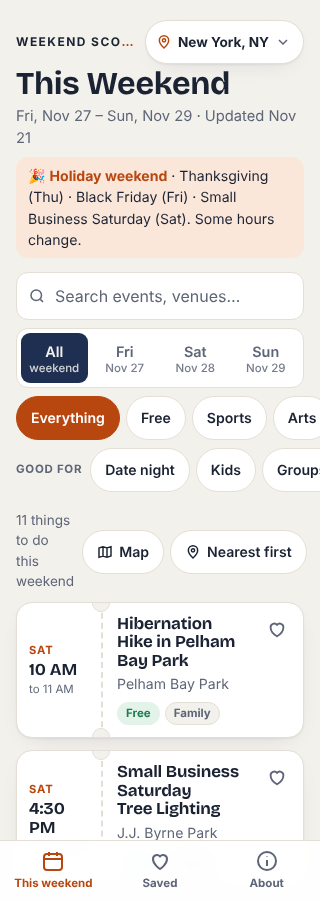 WEEKEND SCO...
New York, NY
This Weekend
Fri, Nov 27 – Sun, Nov 29 · Updated Nov
21
🎉 Holiday weekend · Thanksgiving
(Thu) · Black Friday (Fri) · Small
Business Saturday (Sat). Some hours
change.
Search events, venues...
All
weekend
Fri
Nov 27
Sat
Nov 28
Sun
Nov 29
Everything
Free
Sports
Arts
GOOD FOR
Date night
Kids
Group
11 things
to do
this
weekend
Map
Nearest first
SAT
10 AM
to 11 AM
Hibernation
Hike in Pelham
Bay Park
Pelham Bay Park
Free
Family
SAT
4:30
PM
Small Business
Saturday
Tree Lighting
J.J. Byrne Park
This weekend
Saved
About